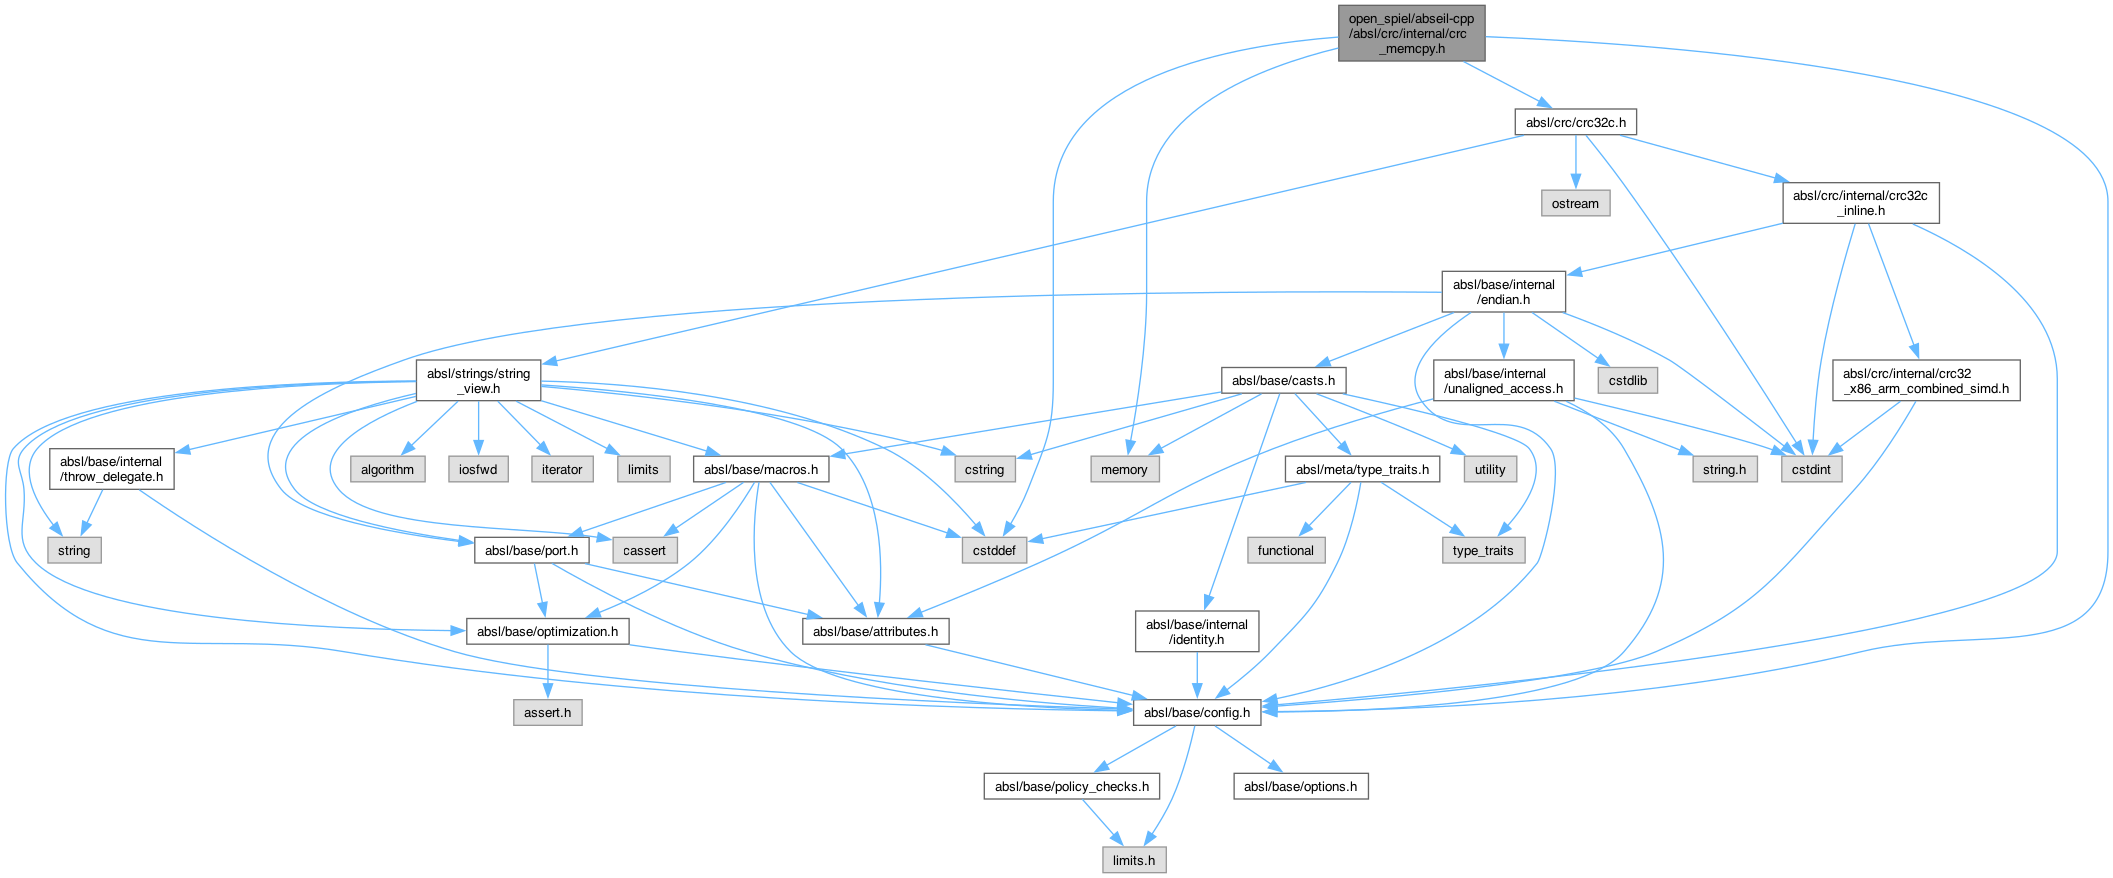 open_spiel/abseil-cpp
/absl/crc/internal/crc
_memcpy.h
absl/crc/crc32c.h
ostream
absl/crc/internal/crc32c
_inline.h
absl/base/internal
/endian.h
absl/strings/string
_view.h
absl/base/casts.h
absl/base/internal
/unaligned_access.h
cstdlib
absl/crc/internal/crc32
_x86_arm_combined_simd.h
absl/base/internal
/throw_delegate.h
algorithm
iosfwd
iterator
limits
absl/base/macros.h
cstring
memory
absl/meta/type_traits.h
utility
string.h
cstdint
string
absl/base/port.h
cassert
cstddef
functional
type_traits
absl/base/optimization.h
absl/base/attributes.h
absl/base/internal
/identity.h
assert.h
absl/base/config.h
absl/base/policy_checks.h
absl/base/options.h
limits.h